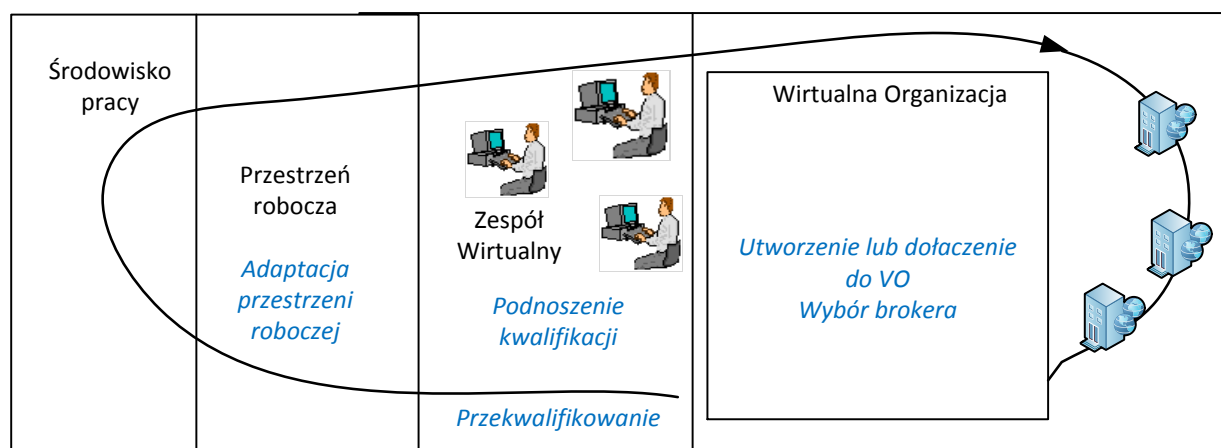 Środowisko
pracy
Przestrzeń
robocza
Adaptacja
przestrzeni
roboczej
Zespół
Wirtualny
Podnoszenie
kwalifikacji
Przekwalifikowanie
Wirtualna Organizacja
Utworzenie lub dołaczenie
do VO
Wybór brokera